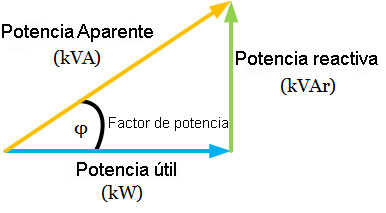 Potencia Aparente
(kVA)
Potencia reactiva
(kVAr)
φ
Factor de potencia
Potencia útil
(kW)